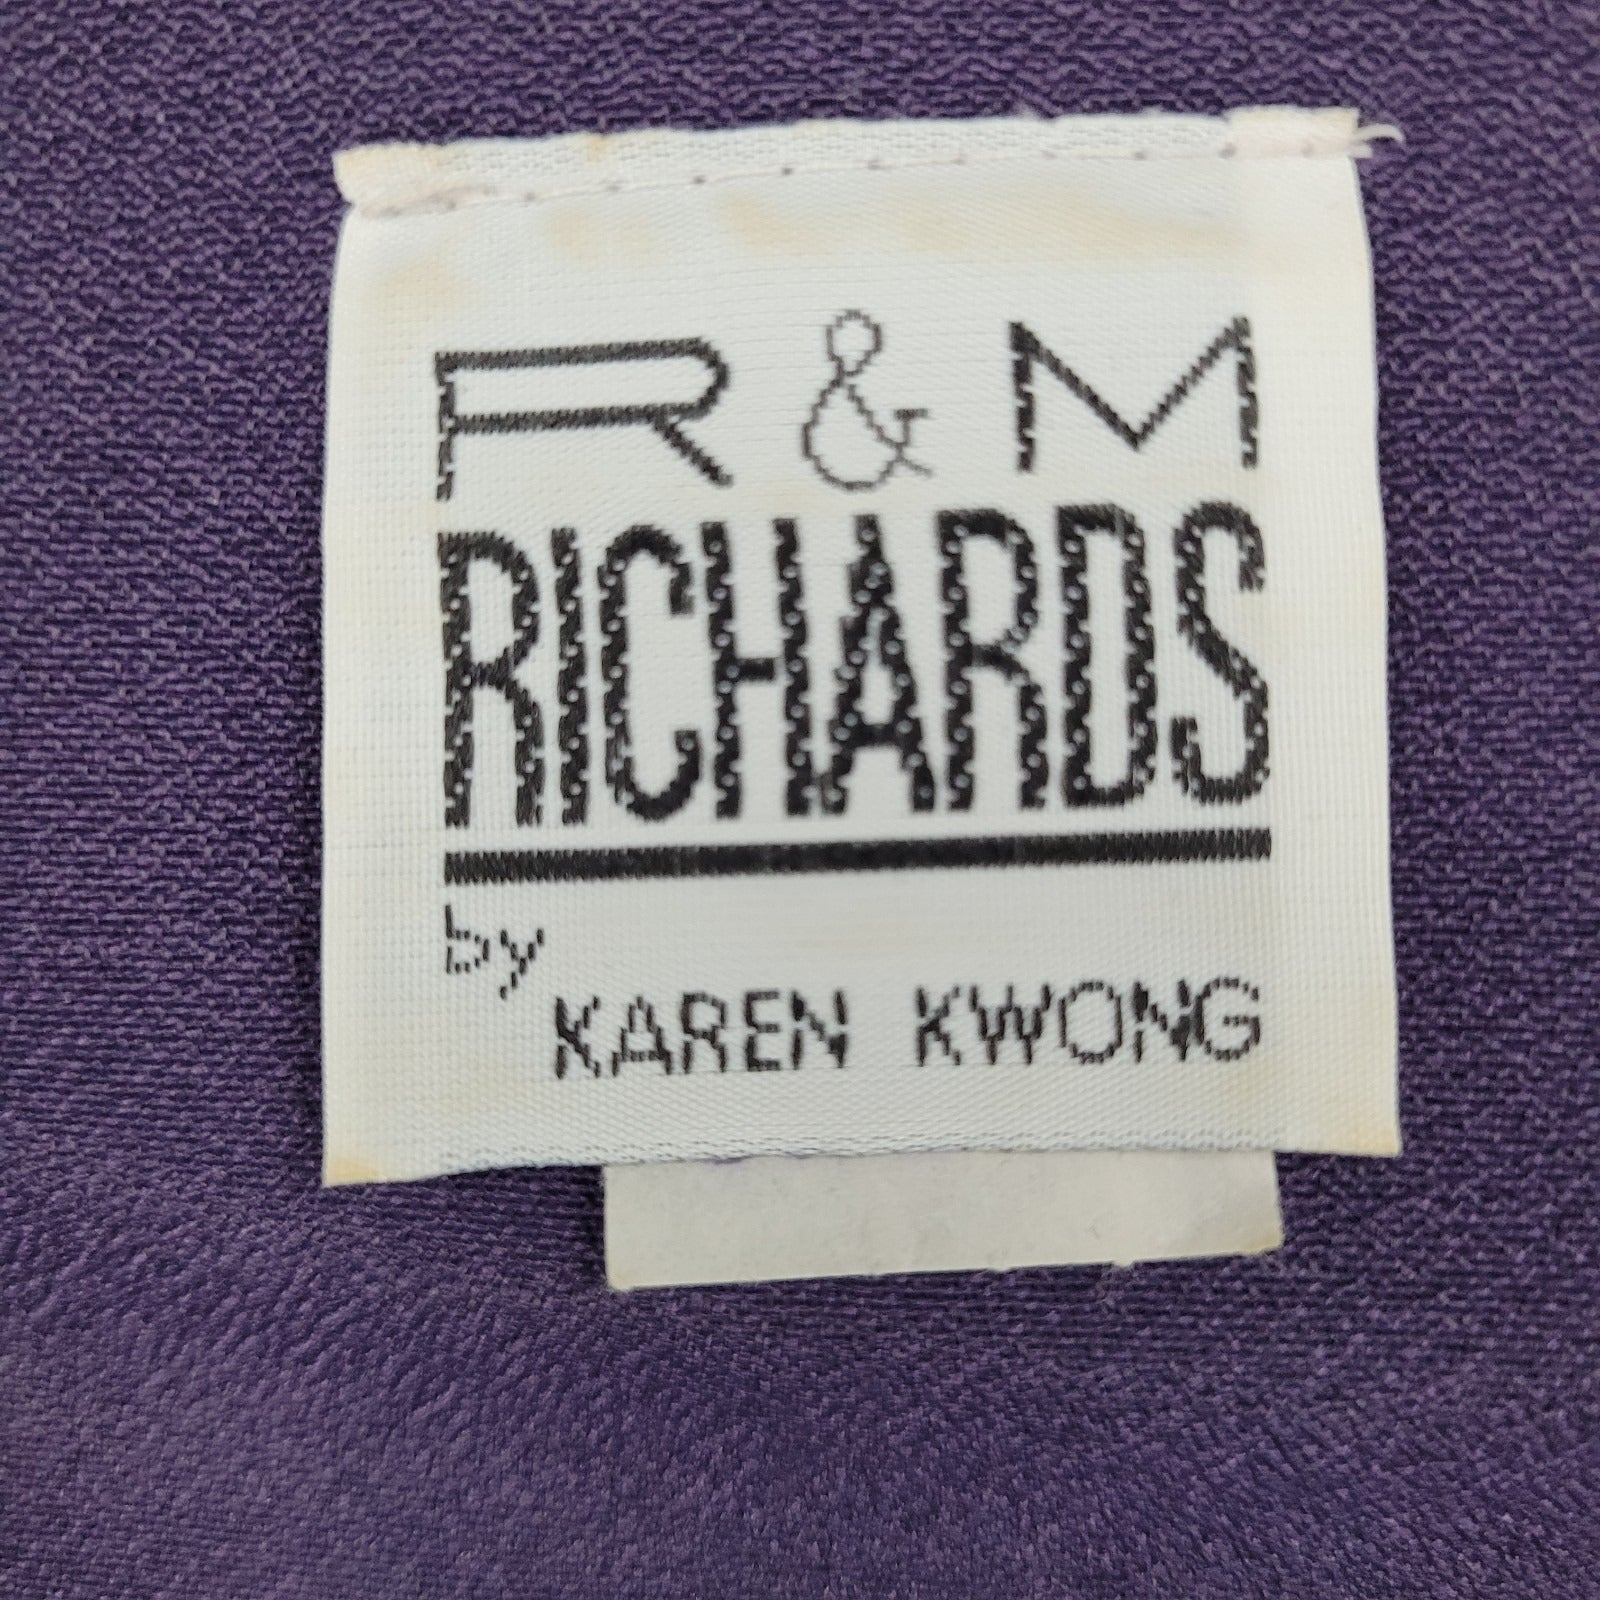 R & M
RICHARDS
by
KAREN KWONG